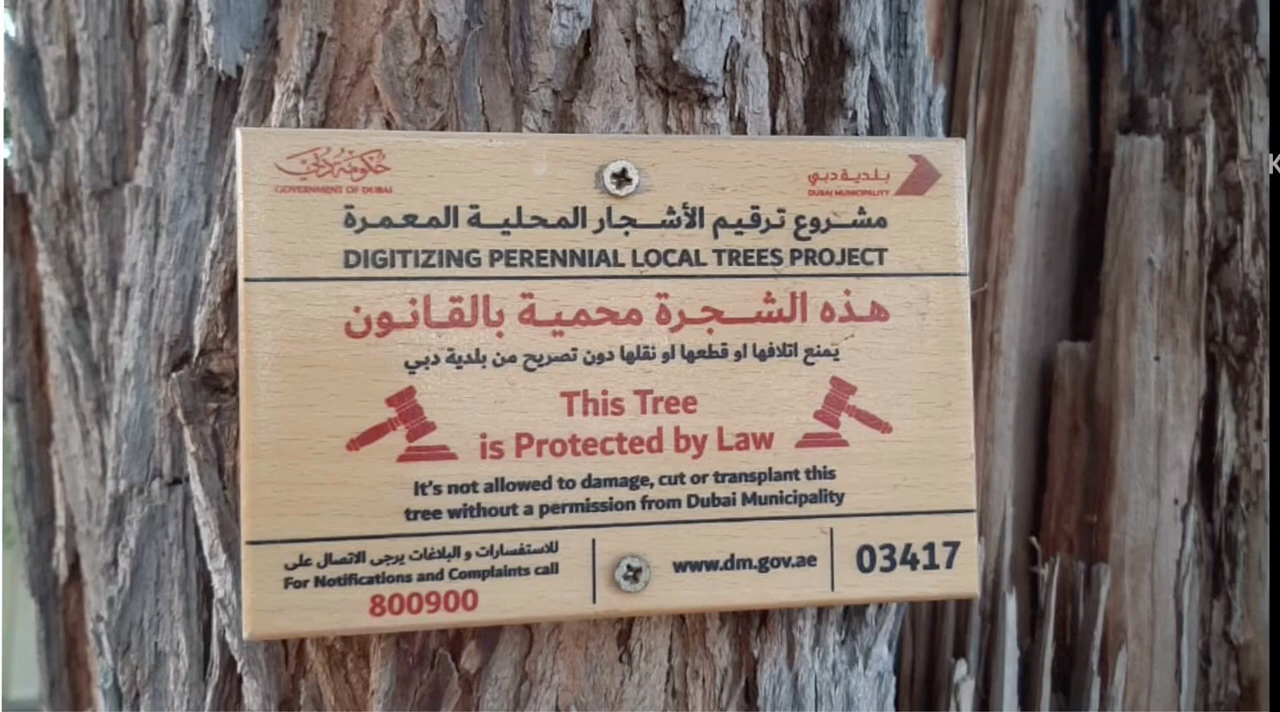 حكومة دبي
GOVERNMENT OF DUBAI
بلدية دبي
DUBAI MUNICIPALITY
مشروع ترقيم الأشجار المحلية المعمرة
DIGITIZING PERENNIAL LOCAL TREES PROJECT
هذه الشجرة محمية بالقانون
يمنع اتلافها او قطعها او نقلها دون تصريح من بلدية دبي
This Tree
is Protected by Law
It's not allowed to damage, cut or transplant this
tree without a permission from Dubai Municipality
للاستفسارات و البلاغات يرجى الاتصال على
For Notifications and Complaints call
800900
www.dm.gov.ae
03417
K